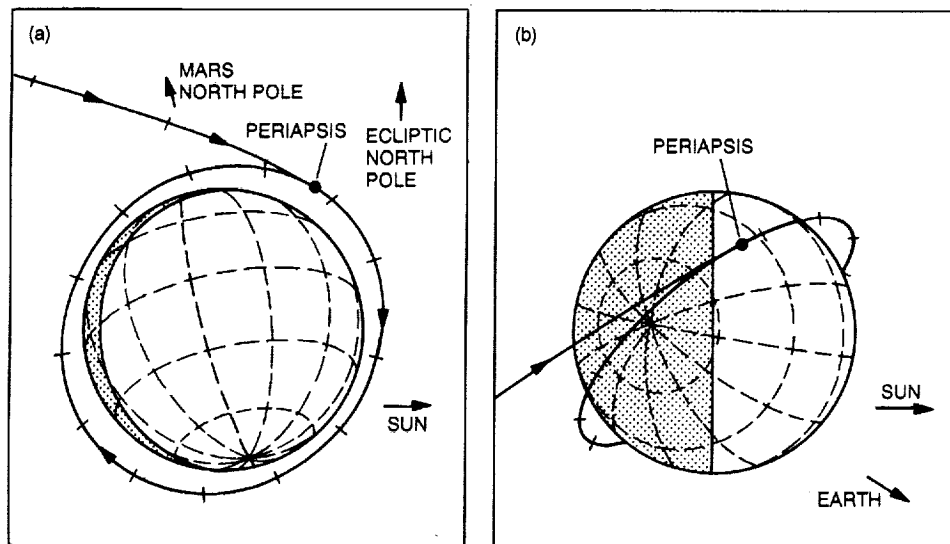 (a)
MARS
NORTH POLE
PERIAPSIS
ECLIPTIC
NORTH
POLE
SUN
(b)
PERIAPSIS
SUN
EARTH